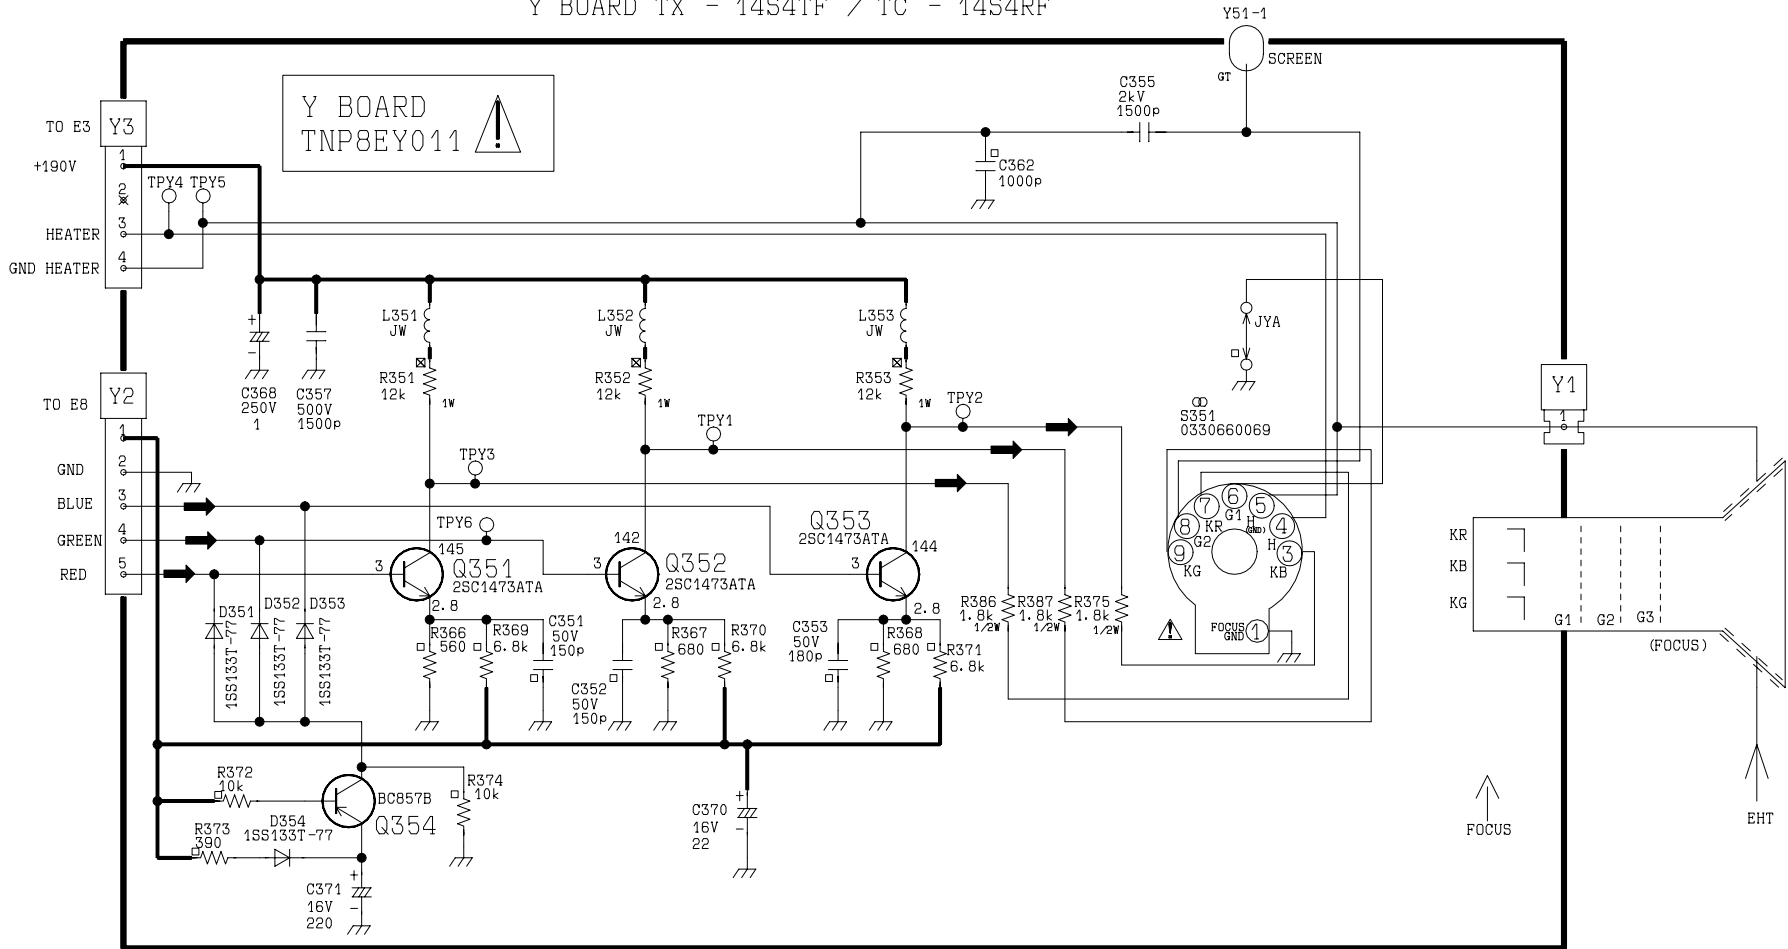 Y BOARD TX - 14S4TF / TC - 14S4RF
Y51-1
SCREEN
GT
Y BOARD
TNP8EY011
C355
2kV
1500p
C362
1000p
TO E3
Y3
+190V
1
2
3
4
TPY4
TPY5
HEATER
GND HEATER
L351
JW
L352
JW
L353
JW
JYA
R351
12k
1W
R352
12k
1W
R353
12k
1W
+
-
C368
250V
1
C357
500V
1500p
TO E8
Y2
1
2
3
4
5
GND
BLUE
GREEN
RED
TPY3
TPY1
TPY2
TPY6
S351
0330660069
Y1
1
3
145
Q351
2SC1473ATA
2.8
3
142
Q352
2SC1473ATA
2.8
Q353
2SC1473ATA
3
144
2.8
7
6
5
8
4
9
3
KR
G1
H
(GND)
G2
H
KG
KB
FOCUS
GND
1
KR
KB
KG
G1
G2
G3
(FOCUS)
D351
1SS133T-77
D352
1SS133T-77
D353
1SS133T-77
R366
560
R369
6.8k
C351
50V
150p
C352
50V
150p
R367
680
R370
6.8k
C353
50V
180p
R368
680
R371
6.8k
R386
1.8k
1/2W
R387
1.8k
1/2W
R375
1.8k
1/2W
R372
10k
BC857B
Q354
R374
10k
R373
390
D354
1SS133T-77
+
-
C371
16V
220
C370
16V
22
+
-
FOCUS
EHT